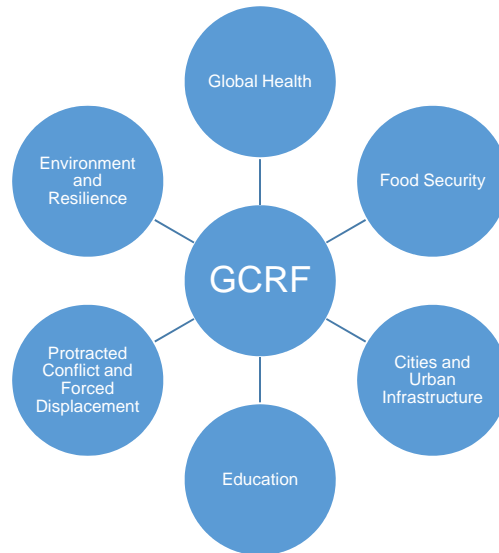 Global Health
Environment
and
Resilience
Food Security
GCRF
Protracted
Conflict and
Forced
Displacement
Cities and
Urban
Infrastructure
Education